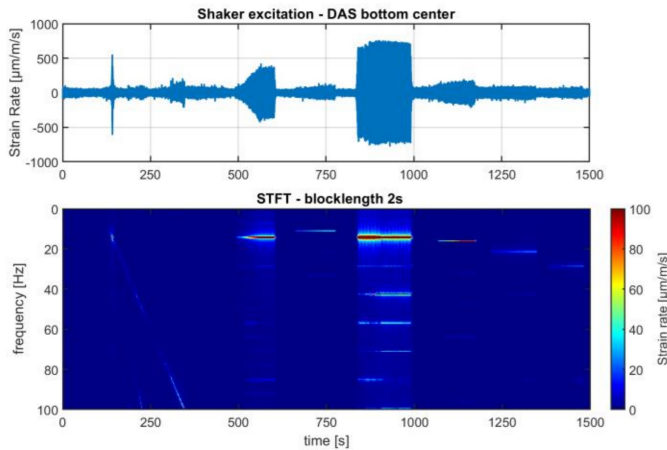 Shaker excitation - DAS bottom center
1000
500
0
-500
-1000
Strain Rate [µm/m/s]
0 250 500 750 1000 1250 1500
STFT - blocklength 2s
0
20
40
60
80
100
frequency [Hz]
0 250 500 750 1000 1250 1500
time [s]
100
80
60
40
20
0
Strain rate [µm/m/s]